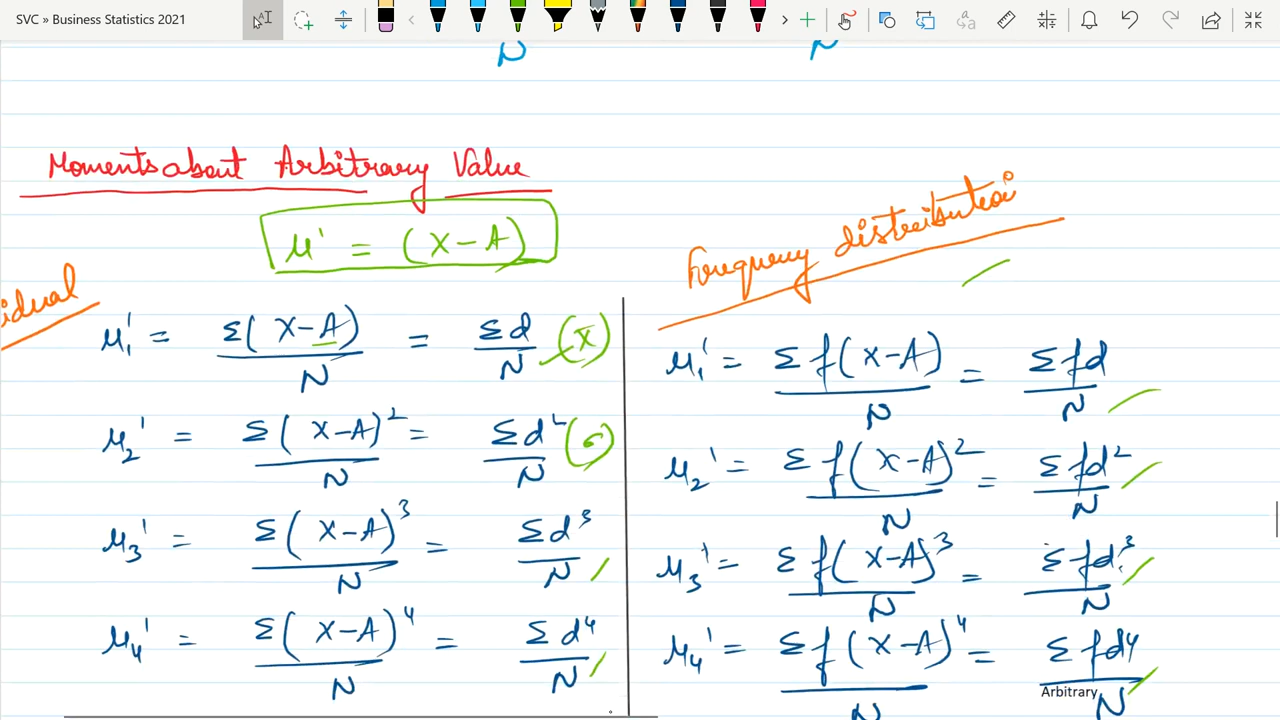 SVC » Business Statistics 2021
N N
Moments about Arbitrary Value
μ' = (X-A)
idual
Frequency distribution
μ₁' = Σ(X-A)/N = Σd/N (X̄)
μ₂' = Σ(X-A)²/N = Σd²/N (σ)
μ₃' = Σ(X-A)³/N = Σd³/N
μ₄' = Σ(X-A)⁴/N = Σd⁴/N
μ₁' = Σf(X-A)/N = Σfd/N
μ₂' = Σf(X-A)²/N = Σfd²/N
μ₃' = Σf(X-A)³/N = Σfd³/N
μ₄' = Σf(X-A)⁴/N = Σfd⁴/N
Arbitrary